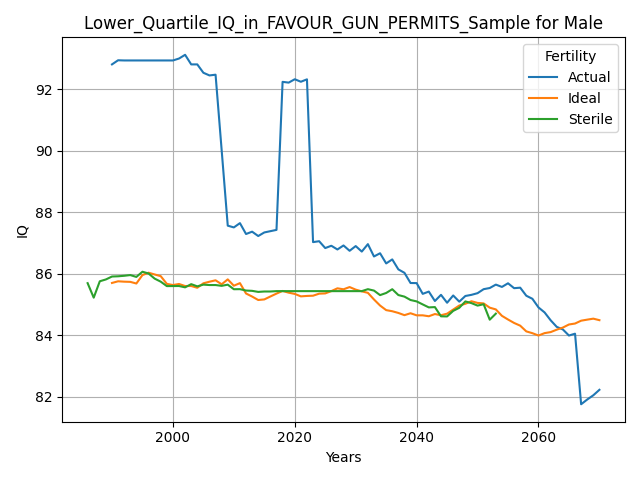 Lower_Quartile_IQ_in_FAVOUR_GUN_PERMITS_Sample for Male
Fertility
Actual
Ideal
Sterile
92
90
88
86
84
82
IQ
2000
2020
2040
2060
Years